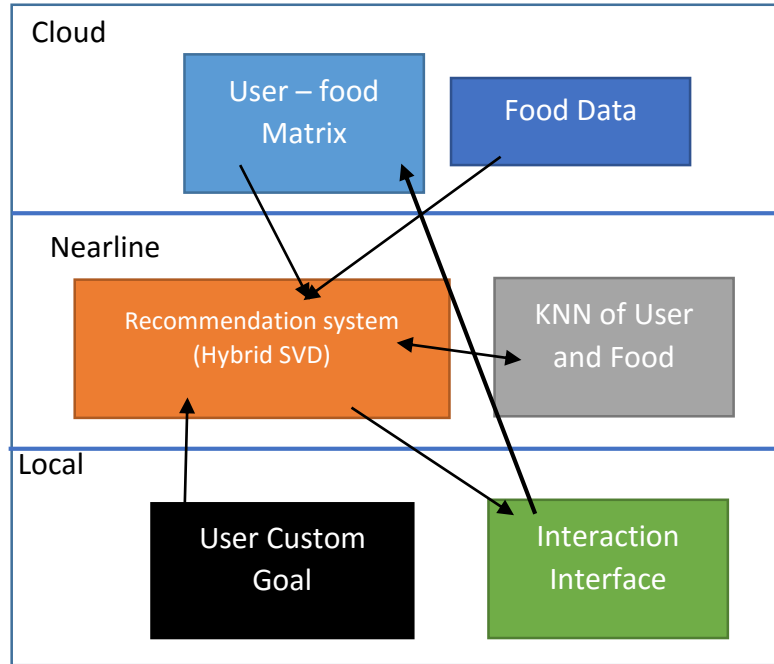 Cloud
User – food
Matrix
Food Data
Nearline
Recommendation system
(Hybrid SVD)
KNN of User
and Food
Local
User Custom
Goal
Interaction
Interface